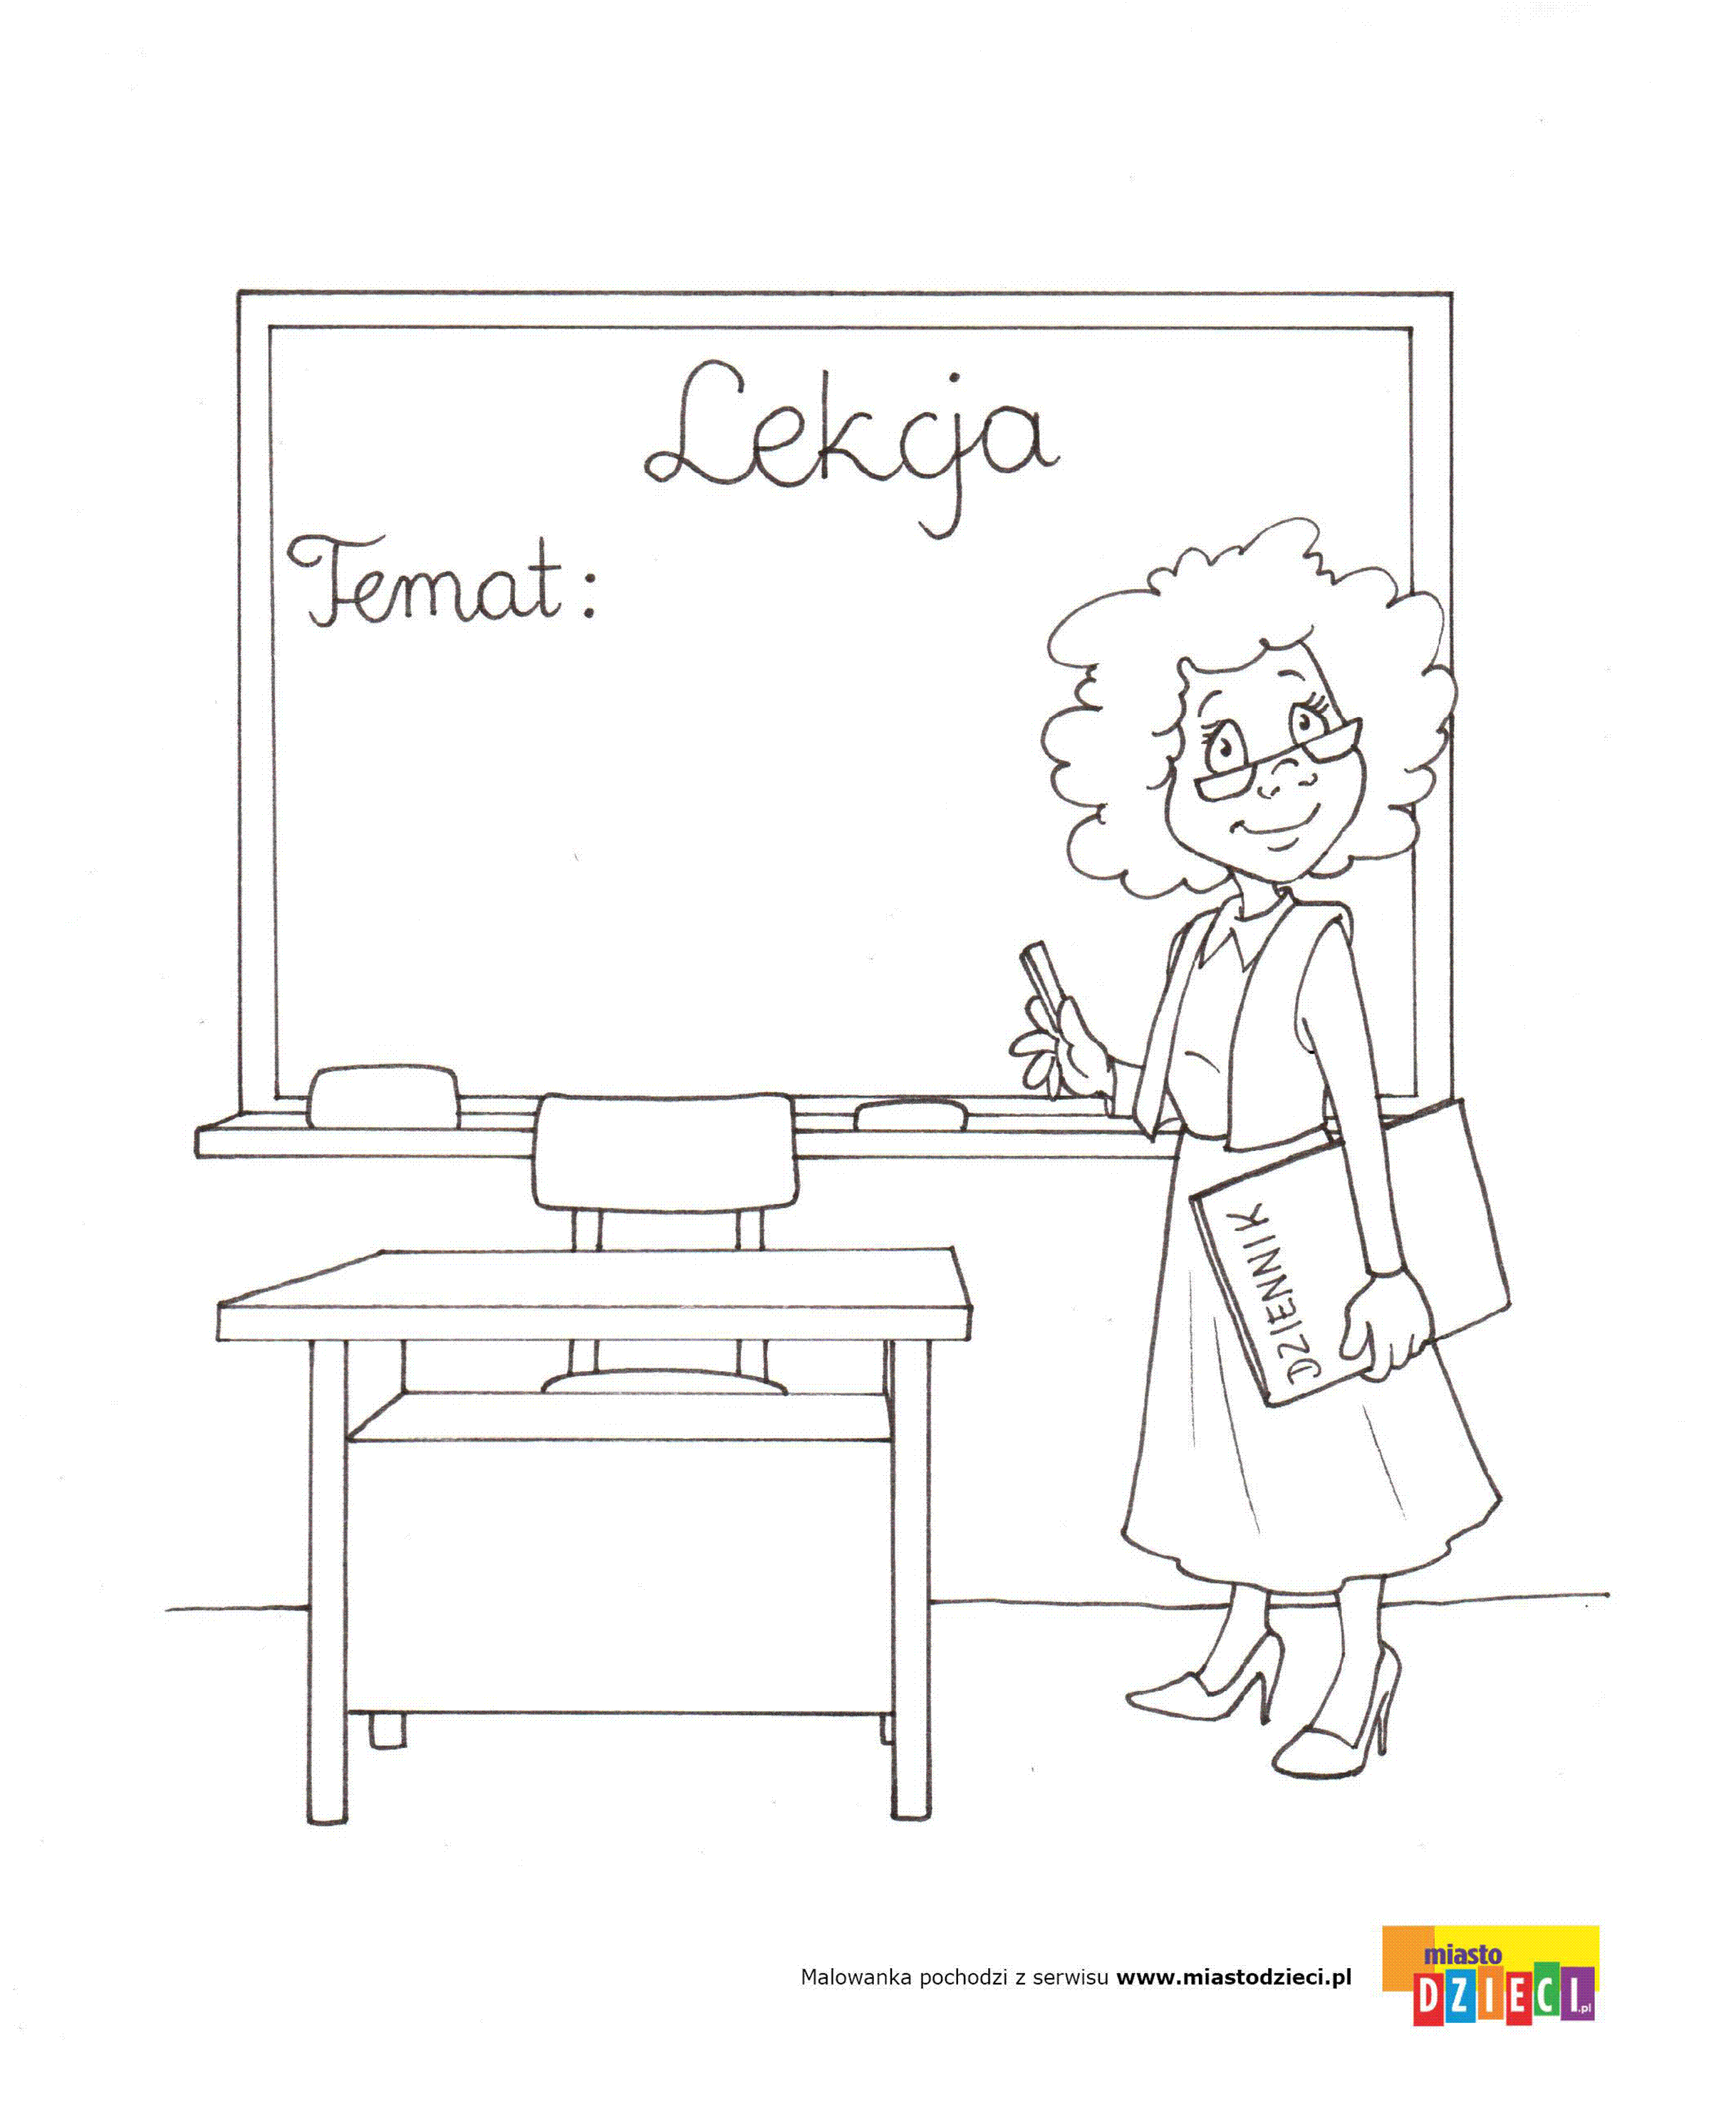 Lekcja
Temat:
DZIENNIK
Malowanka pochodzi z serwisu www.miastodzieci.pl
miasto
DZIECI.pl